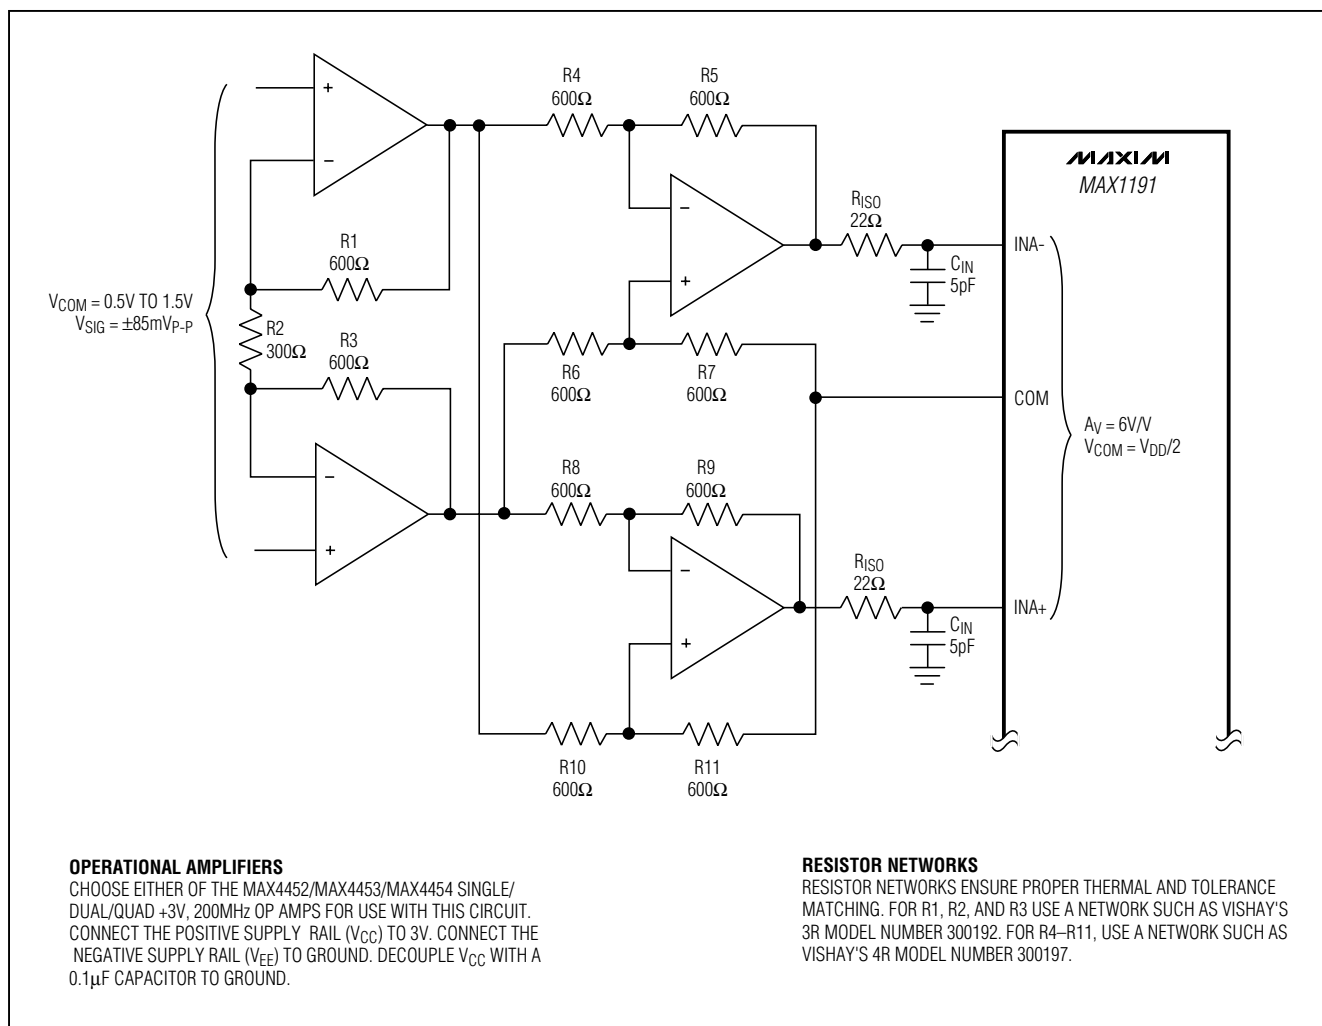 +
−
R4
600Ω
R5
600Ω
MAXIM
MAX1191
−
+
RISO
22Ω
INA-
CIN
5pF
R1
600Ω
VCOM = 0.5V TO 1.5V
VSIG = ±85mVP-P
R2
300Ω
R3
600Ω
R6
600Ω
R7
600Ω
COM
AV = 6V/V
VCOM = VDD/2
−
+
R8
600Ω
R9
600Ω
−
+
RISO
22Ω
INA+
CIN
5pF
R10
600Ω
R11
600Ω
OPERATIONAL AMPLIFIERS
CHOOSE EITHER OF THE MAX4452/MAX4453/MAX4454 SINGLE/
DUAL/QUAD +3V, 200MHz OP AMPS FOR USE WITH THIS CIRCUIT.
CONNECT THE POSITIVE SUPPLY RAIL (VCC) TO 3V. CONNECT THE
NEGATIVE SUPPLY RAIL (VEE) TO GROUND. DECOUPLE VCC WITH A
0.1μF CAPACITOR TO GROUND.
RESISTOR NETWORKS
RESISTOR NETWORKS ENSURE PROPER THERMAL AND TOLERANCE
MATCHING. FOR R1, R2, AND R3 USE A NETWORK SUCH AS VISHAY'S
3R MODEL NUMBER 300192. FOR R4–R11, USE A NETWORK SUCH AS
VISHAY'S 4R MODEL NUMBER 300197.